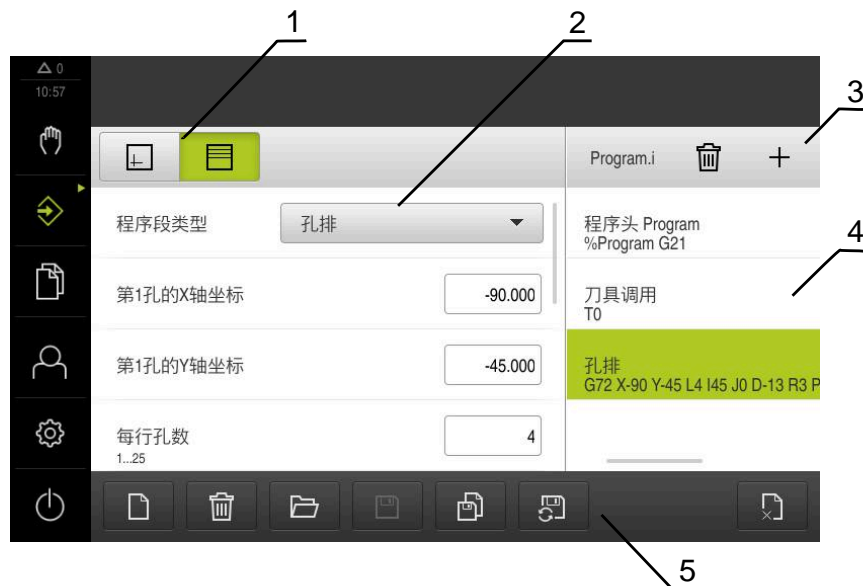 1
2
△ 0
10:57
3
Program.i
程序段类型
孔排
程序头 Program
%Program G21
4
第1孔的X轴坐标
-90.000
刀具调用
T0
第1孔的Y轴坐标
-45.000
孔排
G72 X-90 Y-45 L4 I45 J0 D-13 R3 P
每行孔数
1...25
4
5